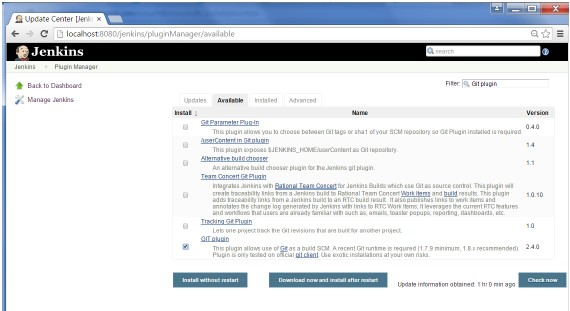 Update Center [Jenk
localhost:8080/jenkins/pluginManager/available
Jenkins
search
Jenkins
Plugin Manager
Back to Dashboard
Manage Jenkins
Filter: Git plugin
Updates Available Installed Advanced
Install ↓ Name Version
Git Parameter Plug-In
This plugin allows you to choose between Git tags or sha1 of your SCM repository so Git Plugin installed is required.
0.4.0
/userContent in Git plugin
This plugin exposes $JENKINS_HOME/userContent as Git repository.
1.4
Alternative build chooser
An alternative build chooser plugin for the Jenkins git plugin.
1.1
Team Concert Git Plugin
Integrates Jenkins with Rational Team Concert for Jenkins Builds which use Git as source control. This plugin will
create traceability links from a Jenkins build to Rational Team Concert Work Items and build results. This plugin
adds traceability links from a Jenkins build to an RTC build result. It also publishes links to work items and
annotates the change log generated by Jenkins with links to RTC Work Items; It leverages the current RTC features
and workflows that users are already familiar with such as, emails, toaster popups, reporting, dashboards, etc.
1.0.10
Tracking Git Plugin
Lets one project track the Git revisions that are built for another project.
1.0
GIT plugin
This plugin allows use of Git as a build SCM. A recent Git runtime is required (1.7.9 minimum, 1.8.x recommended).
Plugin is only tested on official git client. Use exotic installations at your own risks.
2.4.0
Install without restart
Download now and install after restart
Update information obtained: 1 hr 0 min ago
Check now